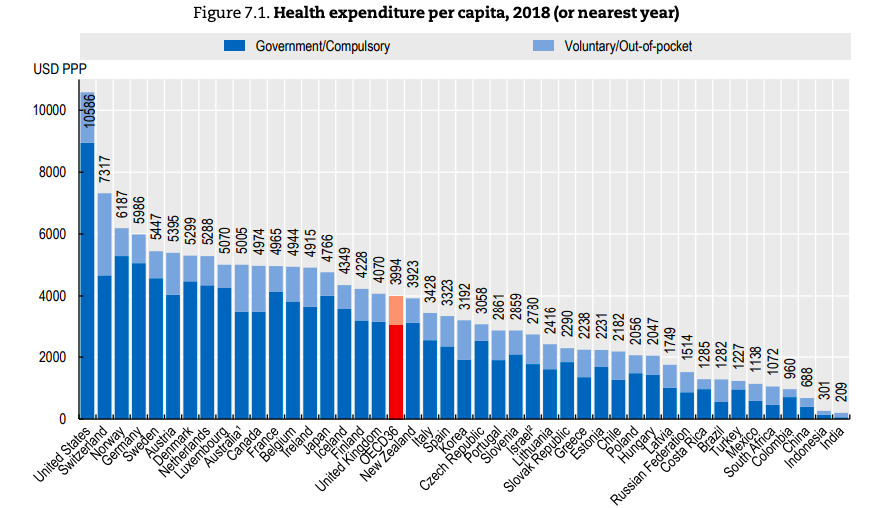 Figure 7.1. Health expenditure per capita, 2018 (or nearest year)
Government/Compulsory
Voluntary/Out-of-pocket
USD PPP
10000
8000
6000
4000
2000
0
10586
7317
6187
5986
5447
5395
5299
5288
5070
5005
4974
4965
4944
4915
4766
4349
4228
4070
3994
3923
3428
3323
3192
3058
2861
2859
2780
2416
2290
2238
2231
2182
2056
2047
1749
1514
1285
1282
1227
1138
1072
960
688
301
209
United States
Switzerland
Norway
Germany
Sweden
Austria
Denmark
Netherlands
Luxembourg
Australia¹
Canada
France
Belgium
Ireland
Japan
Iceland
Finland
United Kingdom
OECD36
New Zealand
Italy
Spain
Korea
Czech Republic
Portugal
Slovenia
Israel²
Lithuania
Slovak Republic
Greece
Estonia
Chile
Poland
Hungary
Latvia
Russian Federation
Costa Rica
Brazil
Turkey
Mexico
South Africa
Colombia
China
Indonesia
India